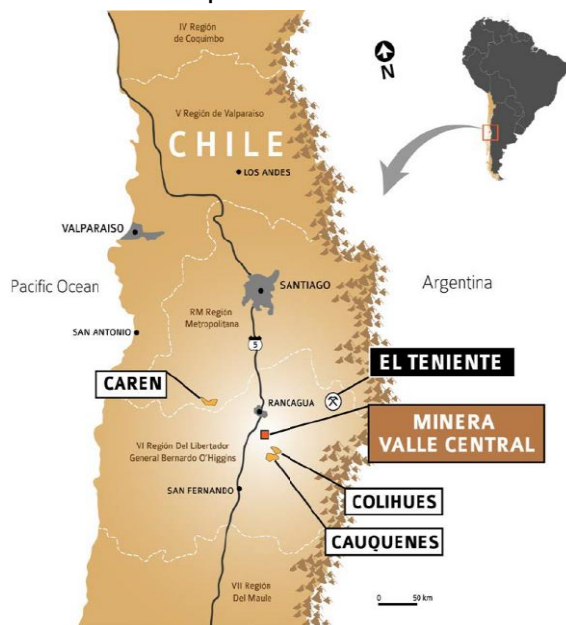 IV Región
de Coquimbo
N
V Región de Valparaiso
CHILE
LOS ANDES
VALPARAISO
Pacific Ocean
SANTIAGO
Argentina
RM Región
Metropolitana
SAN ANTONIO
5
EL TENIENTE
CAREN
RANCAGUA
MINERA
VALLE CENTRAL
VI Región Del Libertador
General Bernardo O'Higgins
SAN FERNANDO
COLIHUES
CAUQUENES
VII Región
Del Maule
0 50 km